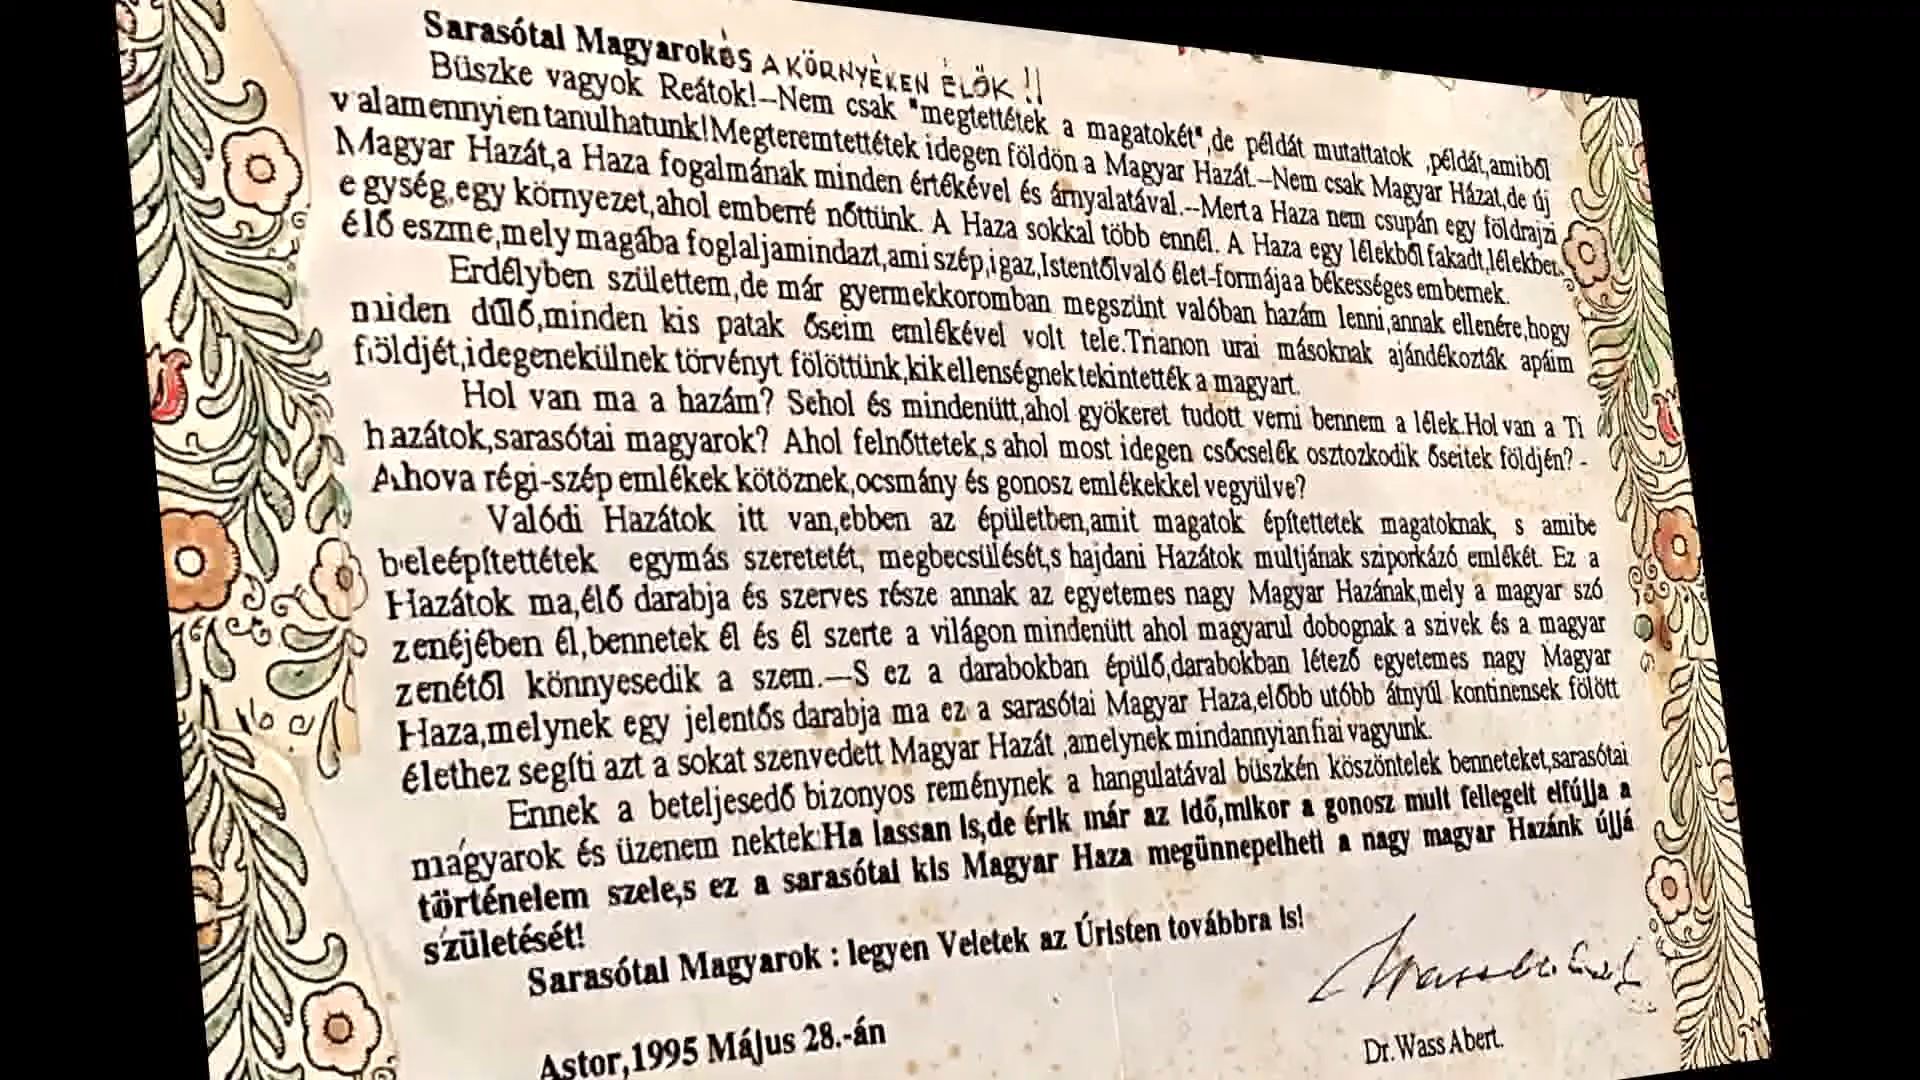 Sarasótai Magyarok ÉS A KÖRNYÉKEN ÉLŐK !!
Büszke vagyok Reátok!--Nem csak "megtettétek a magatokét",de példát mutattatok ,példát,amiből
valamennyien tanulhatunk!Megteremtettétek idegen földön a Magyar Hazát.--Nem csak Magyar Házat,de új
Magyar Hazát,a Haza fogalmának minden értékével és árnyalatával.--Mert a Haza nem csupán egy földrajzi
egység,egy környezet,ahol emberré nőttünk. A Haza sokkal több ennél. A Haza egy lélekből fakadt,lélekben
élő eszme,mely magába foglalja mindazt,ami szép,igaz,Istentől való élet-formája a békességes embernek.
Erdélyben születtem,de már gyermekkoromban megszünt valóban hazám lenni,annak ellenére,hogy
miden dűlő,minden kis patak őseim emlékével volt tele.Trianon urai másoknak ajándékozták apáim
földjét,idegenek ülnek törvényt fölöttünk,kik ellenségnek tekintették a magyart.
Hol van ma a hazám? Sehol és mindenütt,ahol gyökeret tudott verni bennem a lélek.Hol van a Ti
hazátok,sarasótai magyarok? Ahol felnőttetek,s ahol most idegen csőcselék osztozkodik őseitek földjén? -
Ahova régi-szép emlékek kötöznek,ocsmány és gonosz emlékekkel vegyülve?
Valódi Hazátok itt van,ebben az épületben,amit magatok építettetek magatoknak, s amibe
beleépítettétek egymás szeretetét, megbecsülését,s hajdani Hazátok multjának sziporkázó emlékét. Ez a
Hazátok ma,élő darabja és szerves része annak az egyetemes nagy Magyar Hazának,mely a magyar szó
zenéjében él,bennetek él és él szerte a világon mindenütt ahol magyarul dobognak a szivek és a magyar
zenétől könnyesedik a szem.--S ez a darabokban épülő,darabokban létező egyetemes nagy Magyar
Haza,melynek egy jelentős darabja ma ez a sarasótai Magyar Haza,előbb utóbb átnyúl kontinensek fölött
élethez segíti azt a sokat szenvedett Magyar Hazát ,amelynek mindannyian fiai vagyunk.
Ennek a beteljesedő bizonyos reménynek a hangulatával büszkén köszöntelek benneteket,sarasótai
magyarok és üzenem nektek:Ha lassan is,de érik már az idő,mikor a gonosz mult fellegeit elfújja a
történelem szele,s ez a sarasótai kis Magyar Haza megünnepelheti a nagy magyar Hazánk újjá
születését!
Sarasótai Magyarok : legyen Veletek az Úristen továbbra is!
Astor,1995 Május 28.-án
Dr.Wass Abert.